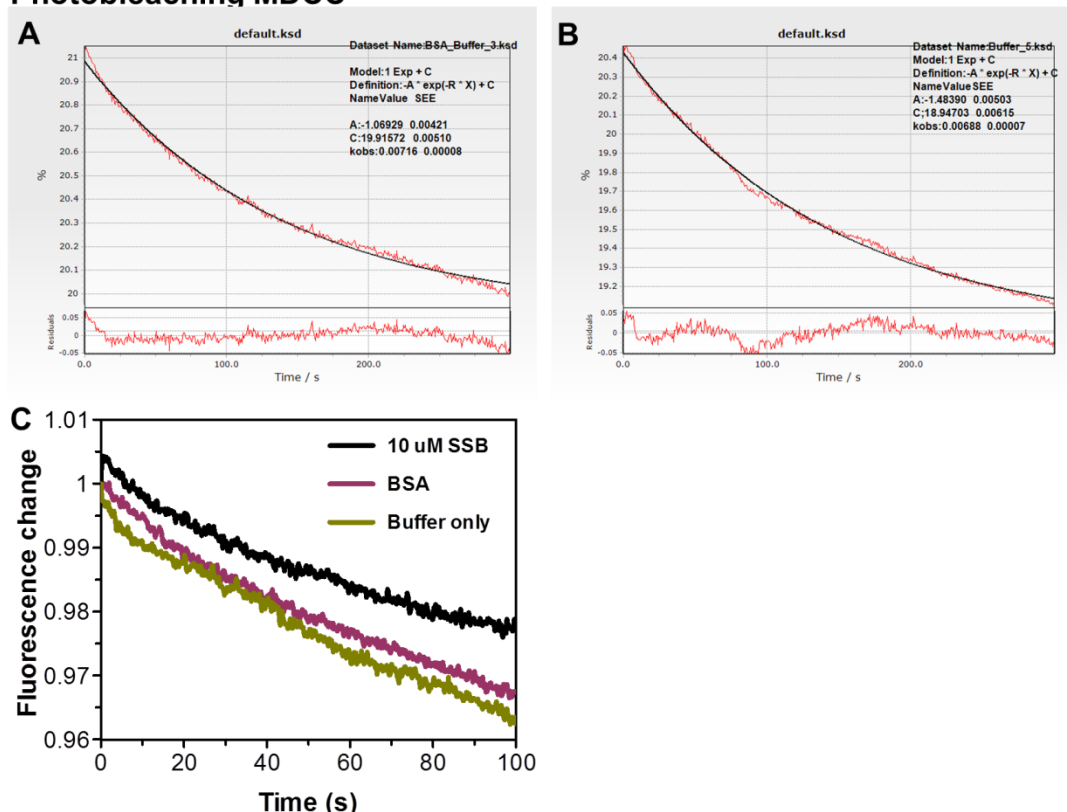 Photobleaching MDCC
A
default.ksd
Dataset Name:BSA_Buffer_3.ksd
Model:1 Exp + C
Definition:-A * exp(-R * X) + C
NameValue SEE
A:-1.06929 0.00421
C:19.91572 0.00510
kobs:0.00716 0.00008
21
20.9
20.8
20.7
20.6
20.5
20.4
20.3
20.2
20.1
20
%
0.05
0
-0.05
Residuals
0.0
100.0
200.0
Time / s
B
default.ksd
Dataset Name:Buffer_5.ksd
Model:1 Exp + C
Definition:-A * exp(-R * X) + C
NameValueSEE
A:-1.48390 0.00503
C;18.94703 0.00615
kobs:0.00688 0.00007
20.4
20.3
20.2
20.1
20
19.9
19.8
19.7
19.6
19.5
19.4
19.3
19.2
%
0.05
0
-0.05
Residuals
0.0
100.0
200.0
Time / s
C
1.01
1
0.99
0.98
0.97
0.96
Fluorescence change
10 uM SSB
BSA
Buffer only
0
20
40
60
80
100
Time (s)